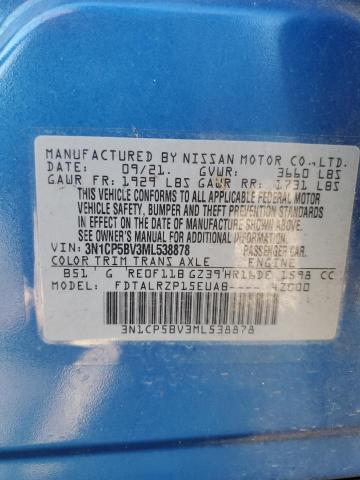 MANUFACTURED BY NISSAN MOTOR CO.,LTD.
DATE: 09/21. GVWR: 3660 LBS
GAWR FR: 1929 LBS GAWR RR: 1731 LBS
THIS VEHICLE CONFORMS TO ALL APPLICABLE FEDERAL MOTOR
VEHICLE SAFETY, BUMPER AND THEFT PREVENTION STANDARDS
IN EFFECT ON THE DATE OF MANUFACTURE SHOWN ABOVE.
SEE OWNER'S MANUAL FOR FURTHER INFORMATION.
VIN: 3N1CP5BV3ML538878 PASSENGER CAR.
COLOR TRIM TRANS AXLE ENGINE
B51 G RE0F11B GZ39 HR16DE 1598 CC
MODEL: FDTALRZP15EUAB---- 42000
3N1CP5BV3ML538878